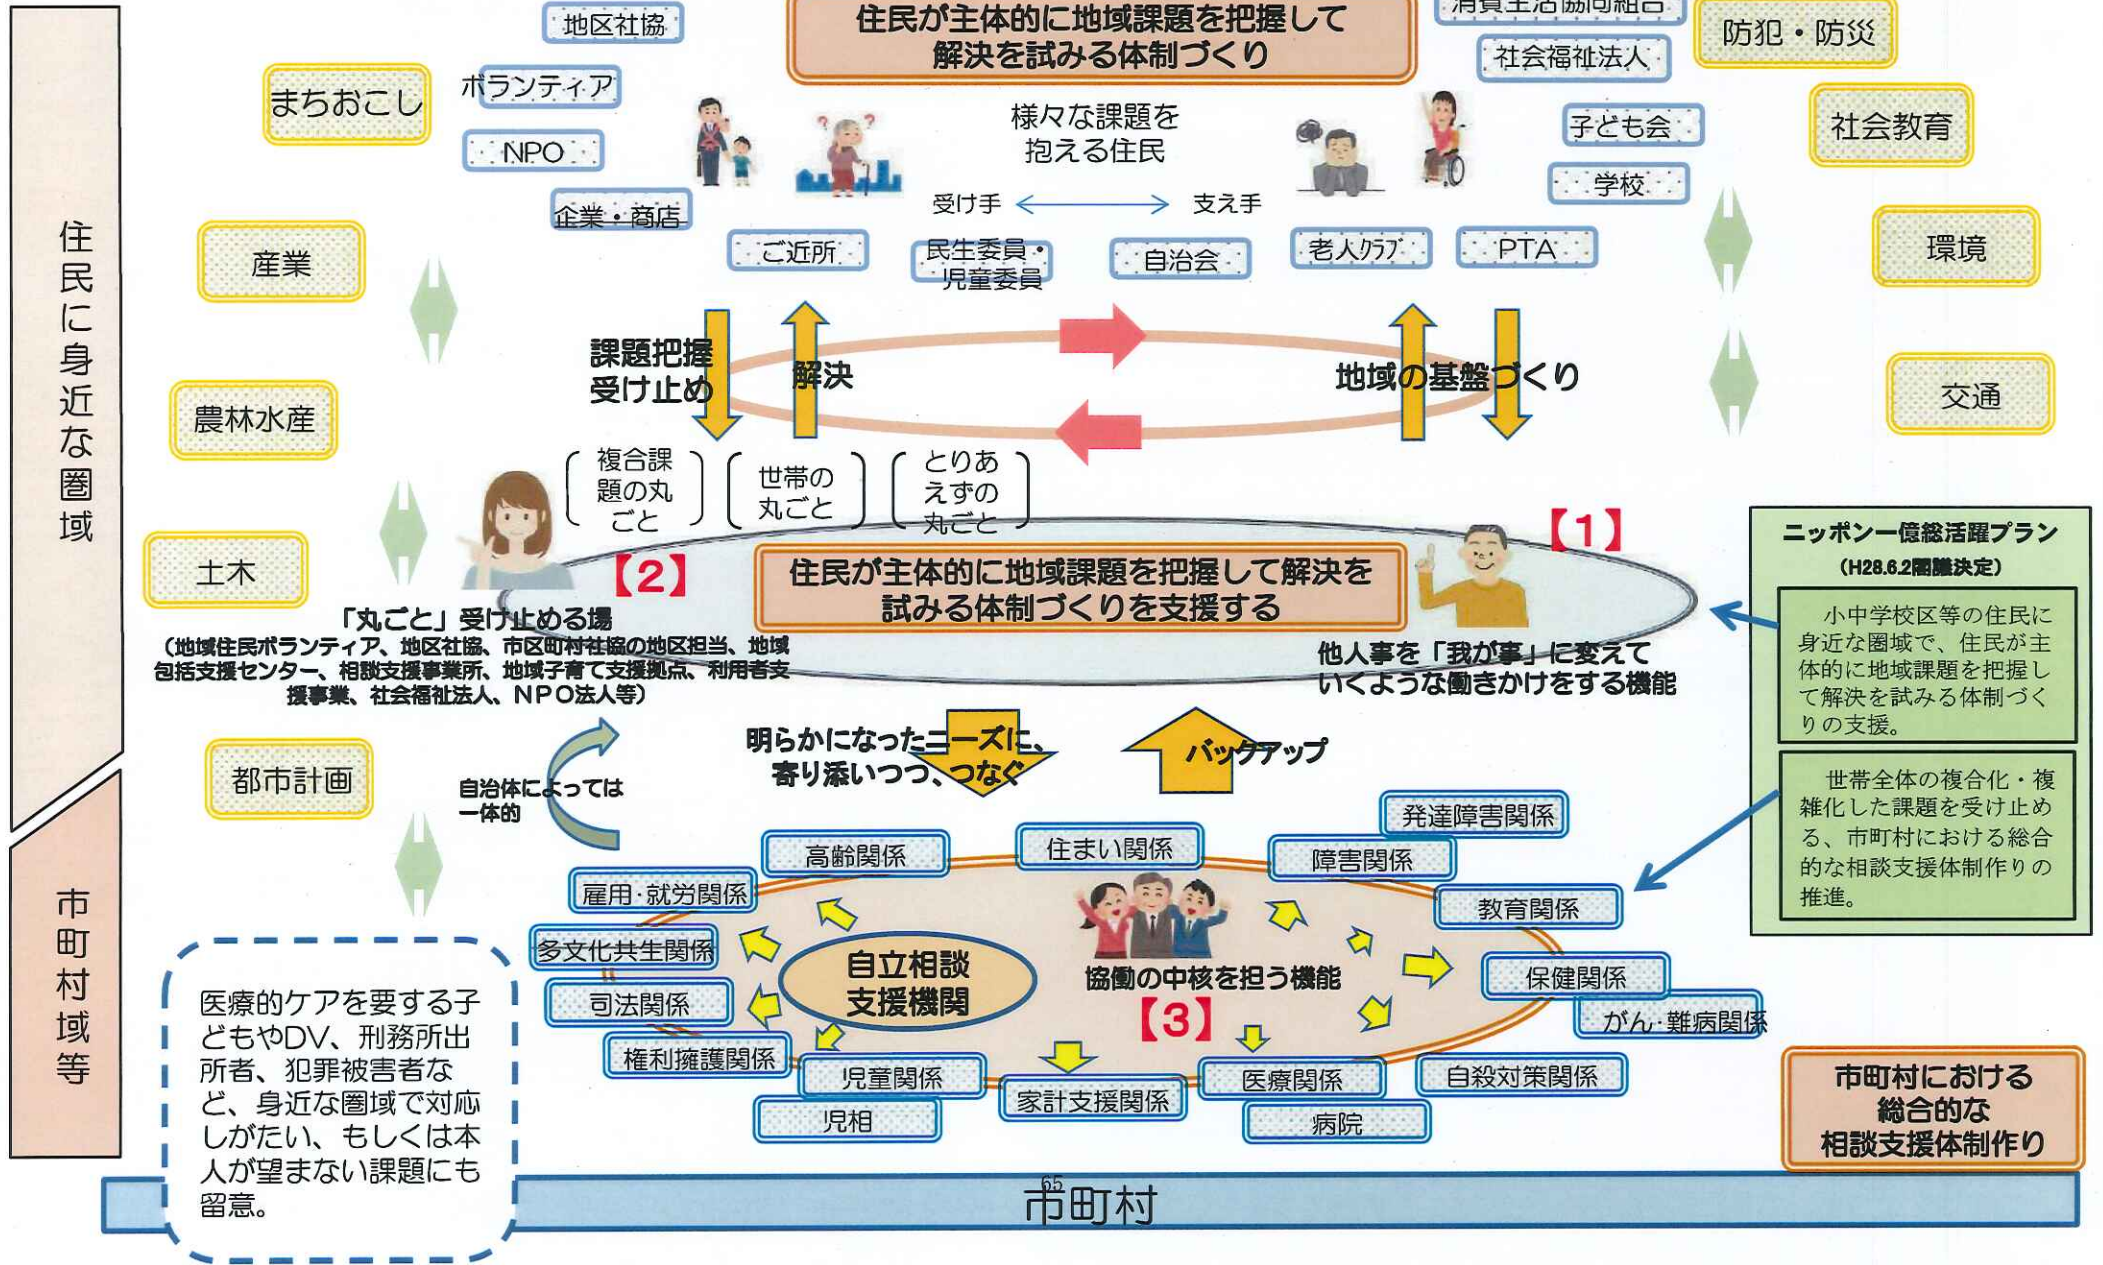 地区社協
住民が主体的に地域課題を把握して
解決を試みる体制づくり
消費生活協同組合
防犯・防災
社会福祉法人
まちおこし
ボランティア
NPO
企業・商店
? ?
様々な課題を
抱える住民
受け手
支え手
子ども会
学校
社会教育
ご近所
民生委員・
児童委員
自治会
老人クラブ
PTA
産業
環境
住民に身近な圏域
課題把握
受け止め
解決
地域の基盤づくり
農林水産
交通
複合課
題の丸
ごと
世帯の
丸ごと
とりあ
えずの
丸ごと
土木
【2】
住民が主体的に地域課題を把握して解決を
試みる体制づくりを支援する
【1】
「丸ごと」受け止める場
(地域住民ボランティア、地区社協、市区町村社協の地区担当、地域
包括支援センター、相談支援事業所、地域子育て支援拠点、利用者支
援事業、社会福祉法人、NPO法人等)
他人事を「我が事」に変えて
いくような働きかけをする機能
ニッポン一億総活躍プラン
(H28.6.2閣議決定)
小中学校区等の住民に
身近な圏域で、住民が主
体的に地域課題を把握し
て解決を試みる体制づく
りの支援。
世帯全体の複合化・複
雑化した課題を受け止め
る、市町村における総合
的な相談支援体制作りの
推進。
都市計画
自治体によっては
一体的
明らかになったニーズに、
寄り添いつつ、つなぐ
バックアップ
市町村域等
高齢関係
住まい関係
発達障害関係
障害関係
雇用・就労関係
教育関係
多文化共生関係
自立相談
支援機関
協働の中核を担う機能
【3】
保健関係
司法関係
がん・難病関係
権利擁護関係
児童関係
児相
家計支援関係
医療関係
病院
自殺対策関係
医療的ケアを要する子
どもやDV、刑務所出
所者、犯罪被害者な
ど、身近な圏域で対応
しがたい、もしくは本
人が望まない課題にも
留意。
市町村における
総合的な
相談支援体制作り
65
市町村